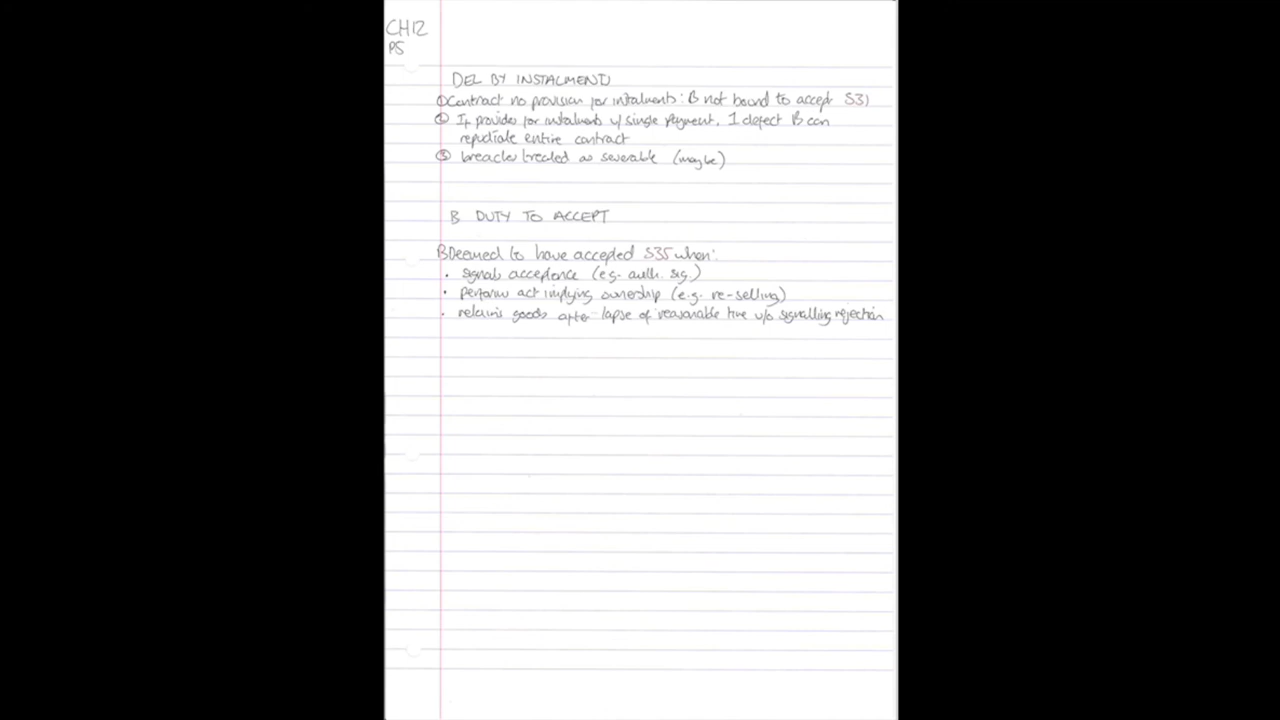 CH12
P5
DEL BY INSTALMENTS
① Contract no provision for instalments: B not bound to accept S31
② If provides for instalments w/ single payment, 1 defect B can
repudiate entire contract
③ breaches treated as severable (maybe)
B DUTY TO ACCEPT
B Deemed to have accepted S35 when:
• signals acceptance (e.g. auth. sig.)
• performs act implying ownership (e.g. re-selling)
• retains goods after lapse of reasonable time w/o signalling rejection